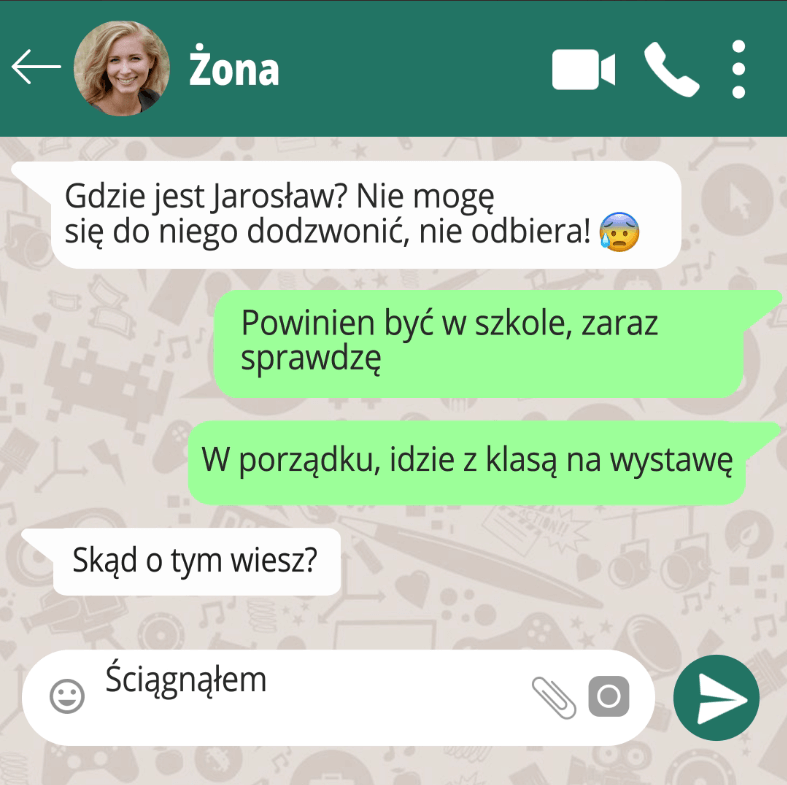 Żona
Gdzie jest Jarosław? Nie mogę
się do niego dodzwonić, nie odbiera! 😰
Powinien być w szkole, zaraz
sprawdzę
W porządku, idzie z klasą na wystawę
Skąd o tym wiesz?
Ściągnąłem